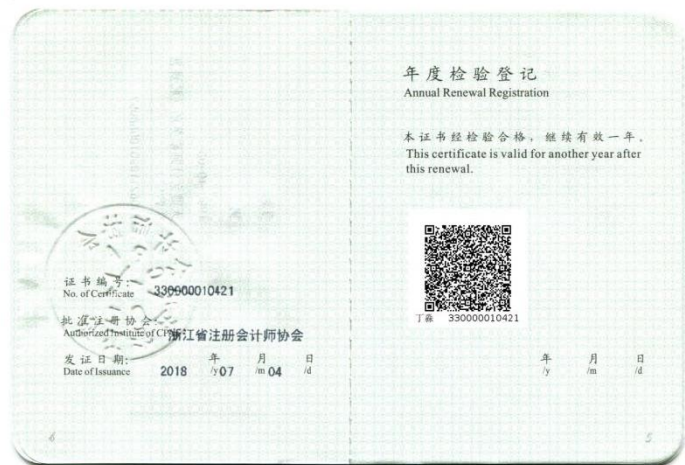 证书编号:
No. of Certificate
330000010421
批准注册协会:
Authorized Institute of CPAs
浙江省注册会计师协会
发证日期: 年 月 日
Date of Issuance 2018 /y 07 /m 04 /d
6
年度检验登记
Annual Renewal Registration
本证书经检验合格，继续有效一年。
This certificate is valid for another year after
this renewal.
丁淼 330000010421
年 月 日
/y /m /d
5